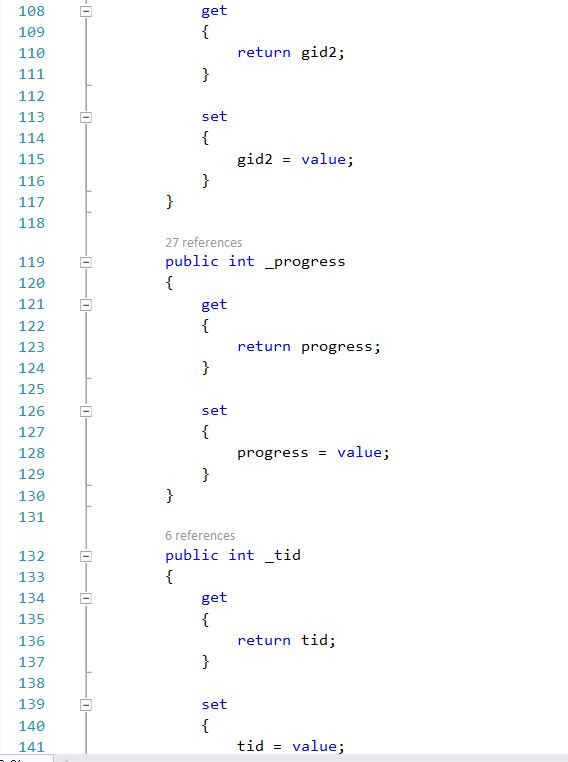 108 get
109 {
110 return gid2;
111 }
112
113 set
114 {
115 gid2 = value;
116 }
117 }
118
27 references
119 public int _progress
120 {
121 get
122 {
123 return progress;
124 }
125
126 set
127 {
128 progress = value;
129 }
130 }
131
6 references
132 public int _tid
133 {
134 get
135 {
136 return tid;
137 }
138
139 set
140 {
141 tid = value;